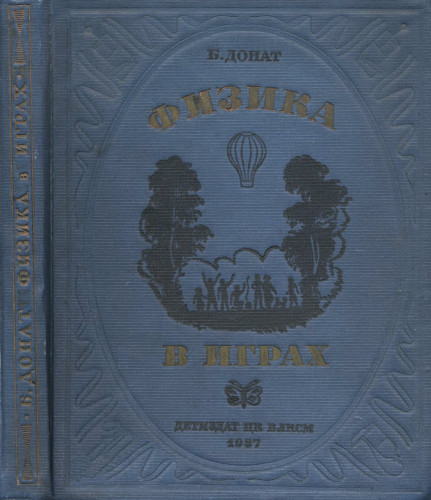 Б. ДОНАТ ФИЗИКА в ИГРАХ
Б. ДОНАТ
ФИЗИКА
В ИГРАХ
ДЕТИЗДАТ ЦК ВЛКСМ
1937